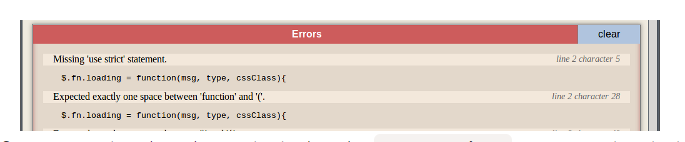 Errors
clear
Missing 'use strict' statement.
line 2 character 5
$.fn.loading = function(msg, type, cssClass){
Expected exactly one space between 'function' and '('.
line 2 character 28
$.fn.loading = function(msg, type, cssClass){